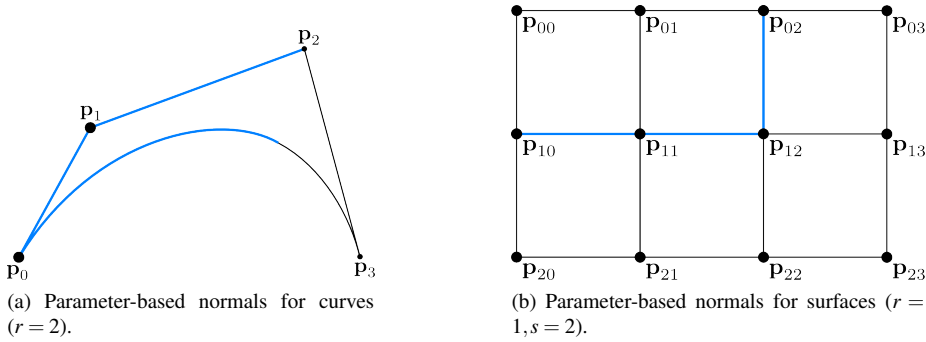 p₂
p₁
p₀
p₃
p₀₀ p₀₁ p₀₂ p₀₃
p₁₀ p₁₁ p₁₂ p₁₃
p₂₀ p₂₁ p₂₂ p₂₃
(a) Parameter-based normals for curves
(r = 2).
(b) Parameter-based normals for surfaces (r =
1, s = 2).